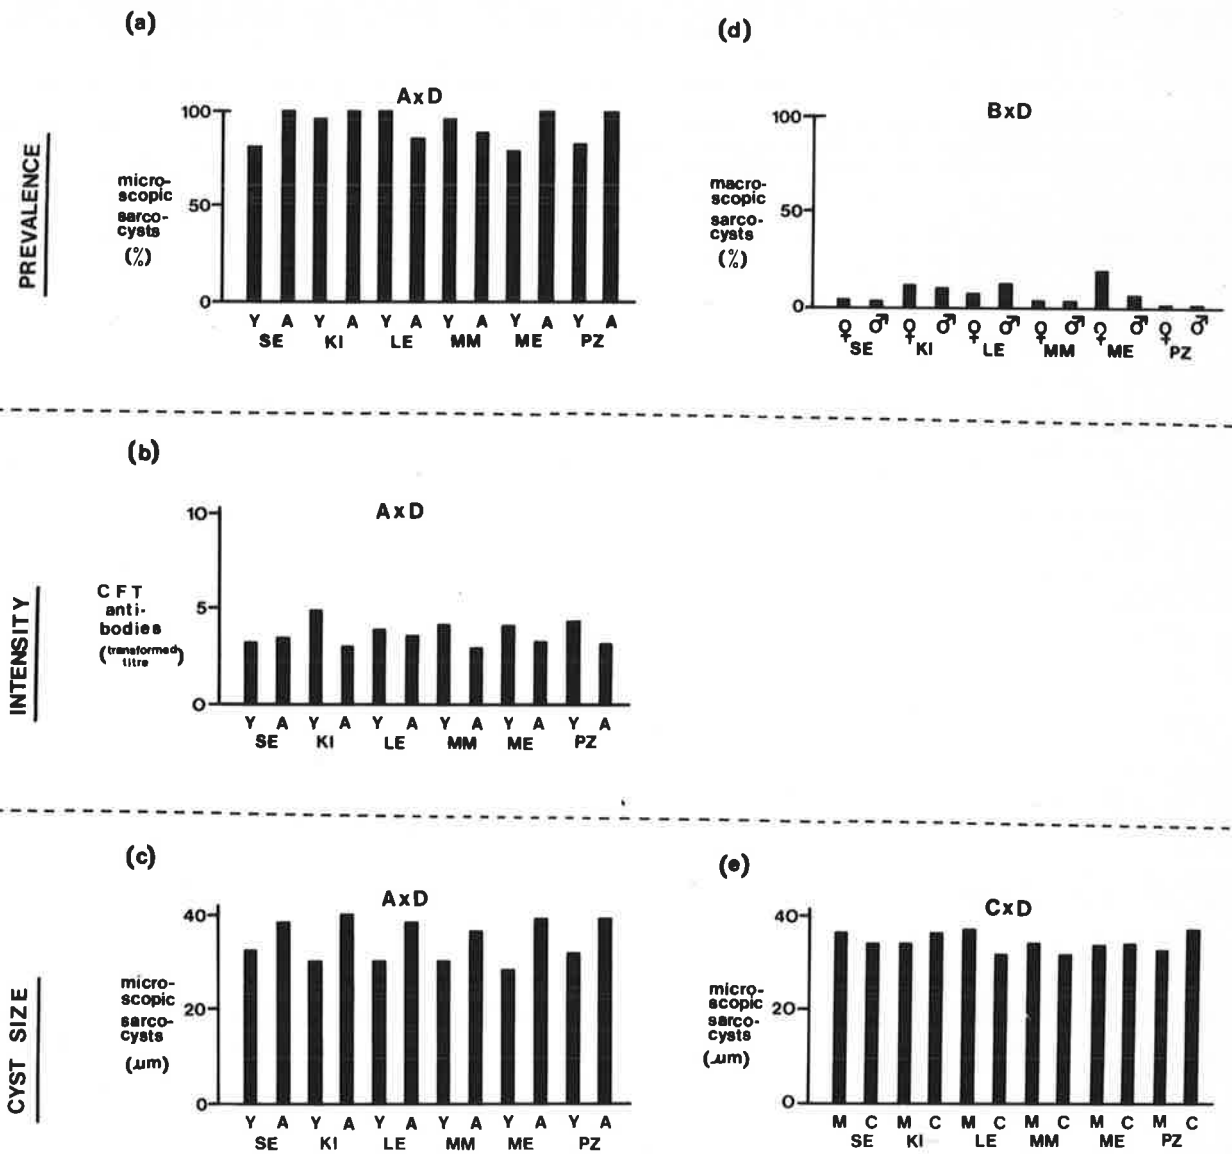 (a)
(d)
AxD
BxD
PREVALENCE
micro-
scopic
sarco-
cysts
(%)
100
50
0
Y A Y A Y A Y A Y A Y A
SE KI LE MM ME PZ
macro-
scopic
sarco-
cysts
(%)
100
50
0
♀ ♂ ♀ ♂ ♀ ♂ ♀ ♂ ♀ ♂ ♀ ♂
SE KI LE MM ME PZ
(b)
AxD
INTENSITY
CFT
anti-
bodies
(transformed
titre)
10
5
0
Y A Y A Y A Y A Y A Y A
SE KI LE MM ME PZ
(c)
(e)
AxD
CxD
CYST SIZE
micro-
scopic
sarco-
cysts
(μm)
40
20
0
Y A Y A Y A Y A Y A Y A
SE KI LE MM ME PZ
micro-
scopic
sarco-
cysts
(μm)
40
20
0
M C M C M C M C M C M C
SE KI LE MM ME PZ